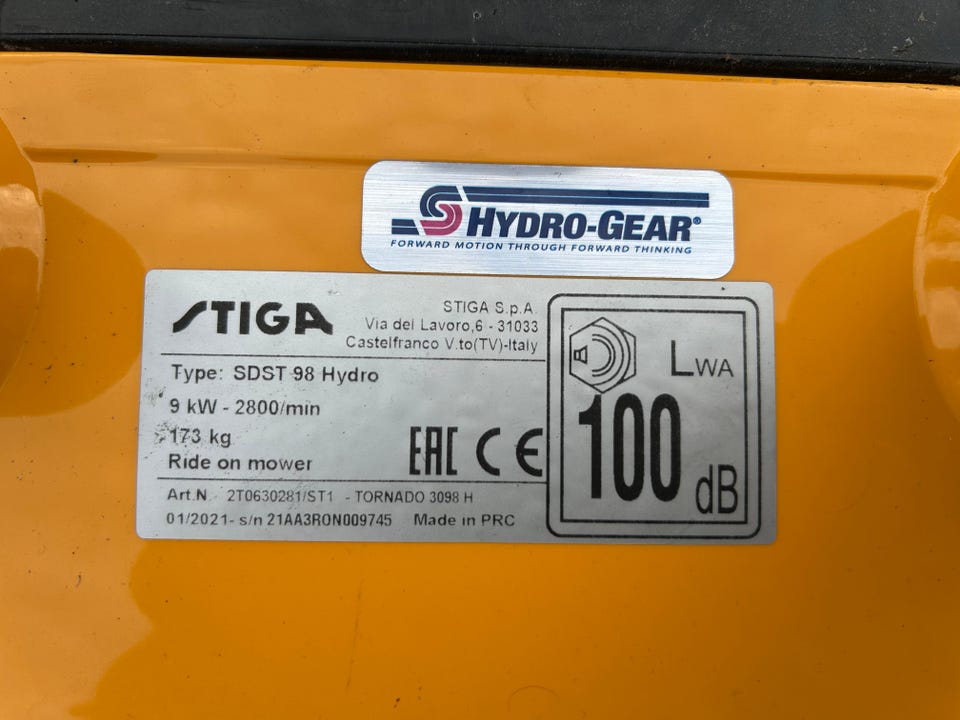 HYDRO-GEAR®
FORWARD MOTION THROUGH FORWARD THINKING
STIGA
STIGA S.p.A.
Via del Lavoro,6 - 31033
Castelfranco V.to(TV)-Italy
Type: SDST 98 Hydro
9 kW - 2800/min
173 kg
Ride on mower
EAC CE
Art.N. 2T0630281/ST1 - TORNADO 3098 H
01/2021- s/n 21AA3RON009745 Made in PRC
LWA
100
dB